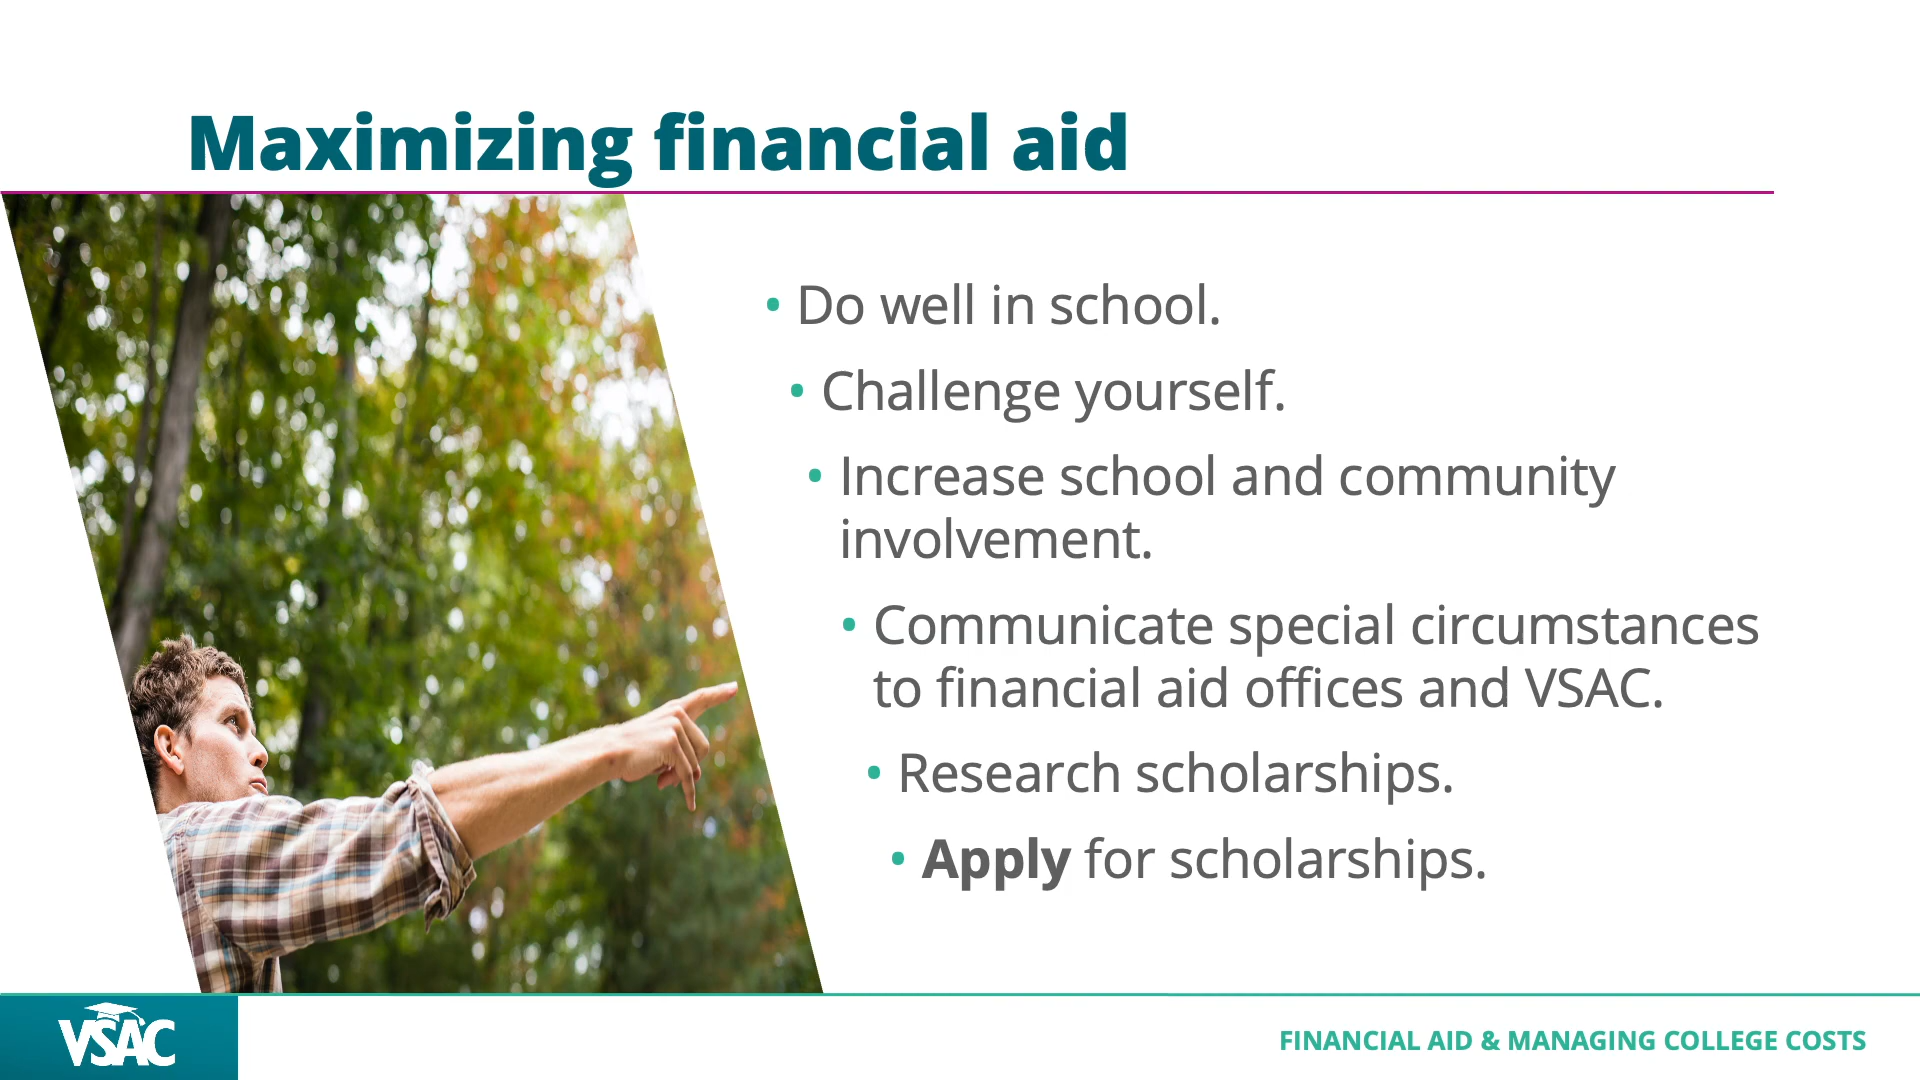 Maximizing financial aid
• Do well in school.
• Challenge yourself.
• Increase school and community
involvement.
• Communicate special circumstances
to financial aid offices and VSAC.
• Research scholarships.
• Apply for scholarships.
VSAC
FINANCIAL AID & MANAGING COLLEGE COSTS